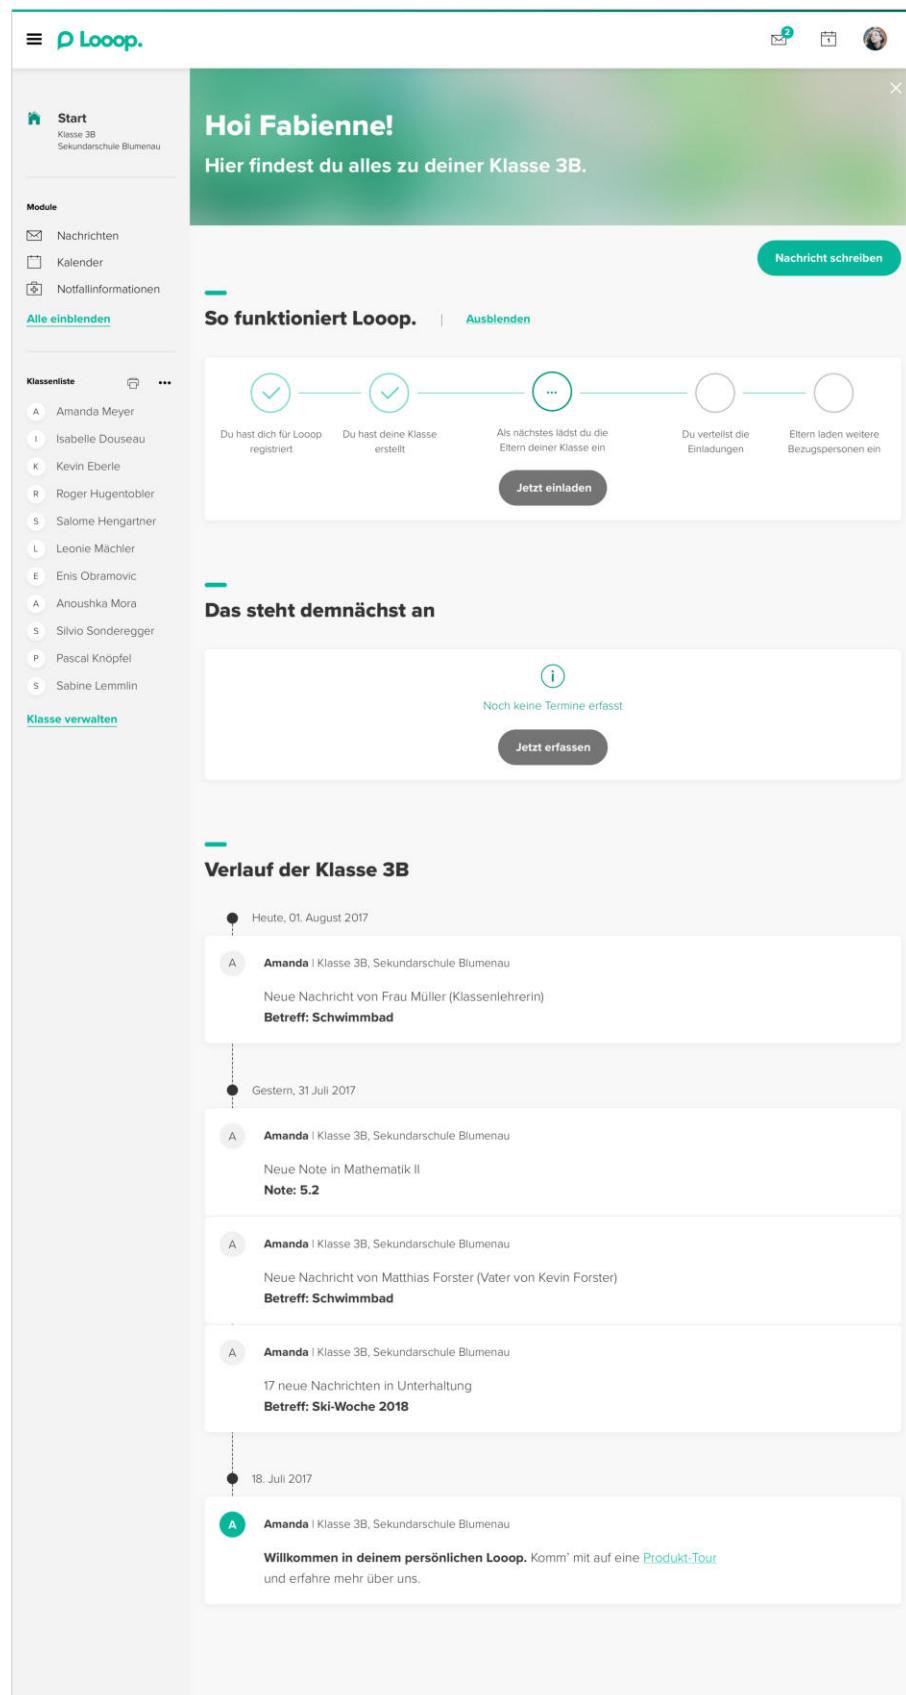 Looop.
2
1
Start
Klasse 3B
Sekundarschule Blumenau
Module
Nachrichten
Kalender
Notfallinformationen
Alle einblenden
Klassenliste
A Amanda Meyer
I Isabelle Douseau
K Kevin Eberle
R Roger Hugentobler
S Salome Hengartner
L Leonie Mächler
E Enis Obramovic
A Anoushka Mora
S Silvio Sonderegger
P Pascal Knöpfel
S Sabine Lemmlin
Klasse verwalten
Hoi Fabienne!
Hier findest du alles zu deiner Klasse 3B.
Nachricht schreiben
So funktioniert Looop. | Ausblenden
Du hast dich für Looop
registriert
Du hast deine Klasse
erstellt
Als nächstes lädst du die
Eltern deiner Klasse ein
Jetzt einladen
Du verteilst die
Einladungen
Eltern laden weitere
Bezugspersonen ein
Das steht demnächst an
Noch keine Termine erfasst
Jetzt erfassen
Verlauf der Klasse 3B
Heute, 01. August 2017
A Amanda | Klasse 3B, Sekundarschule Blumenau
Neue Nachricht von Frau Müller (Klassenlehrerin)
Betreff: Schwimmbad
Gestern, 31 Juli 2017
A Amanda | Klasse 3B, Sekundarschule Blumenau
Neue Note in Mathematik II
Note: 5.2
A Amanda | Klasse 3B, Sekundarschule Blumenau
Neue Nachricht von Matthias Forster (Vater von Kevin Forster)
Betreff: Schwimmbad
A Amanda | Klasse 3B, Sekundarschule Blumenau
17 neue Nachrichten in Unterhaltung
Betreff: Ski-Woche 2018
18. Juli 2017
A Amanda | Klasse 3B, Sekundarschule Blumenau
Willkommen in deinem persönlichen Looop. Komm' mit auf eine Produkt-Tour
und erfahre mehr über uns.